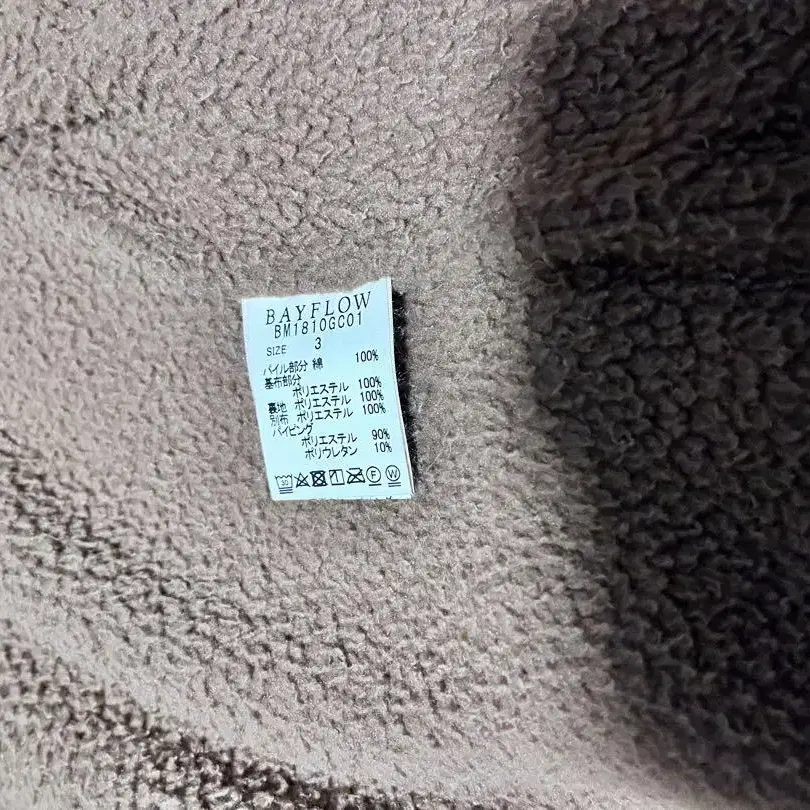 BAYFLOW
BM1810GC01
SIZE 3
パイル部分 綿 100%
基布部分
ポリエステル 100%
裏地 ポリエステル 100%
別布 ポリエステル 100%
パイピング
ポリエステル 90%
ポリウレタン 10%
30 F W